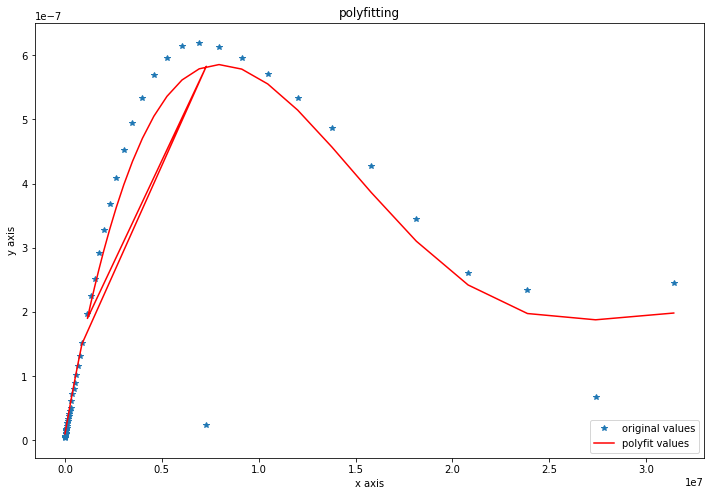 polyfitting
1e−7
6
5
4
3
2
1
0
y axis
0.0
0.5
1.0
1.5
2.0
2.5
3.0
1e7
x axis
original values
polyfit values